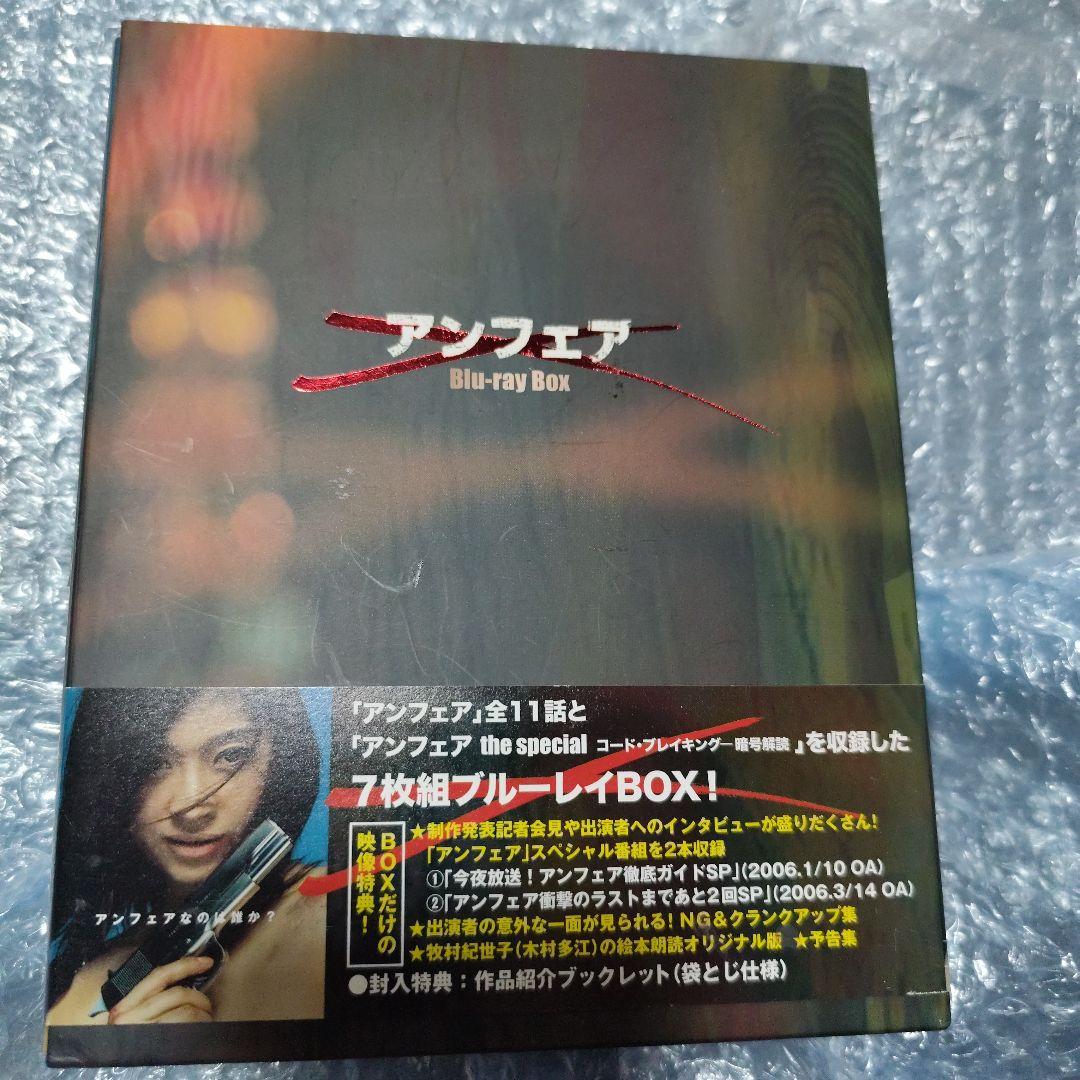 アンフェア
Blu-ray Box
「アンフェア」全11話と
「アンフェア the special コード・ブレイキング－暗号解読」を収録した
7枚組ブルーレイBOX!
BOXだけの
映像特典!
★制作発表記者会見や出演者へのインタビューが盛りだくさん!
「アンフェア」スペシャル番組を2本収録
①「今夜放送!アンフェア徹底ガイドSP」(2006.1/10 OA)
②「アンフェア衝撃のラストまであと2回SP」(2006.3/14 OA)
★出演者の意外な一面が見られる! NG&クランクアップ集
★牧村紀世子(木村多江)の絵本朗読オリジナル版 ★予告集
●封入特典:作品紹介ブックレット(袋とじ仕様)
アンフェアなのは誰か?